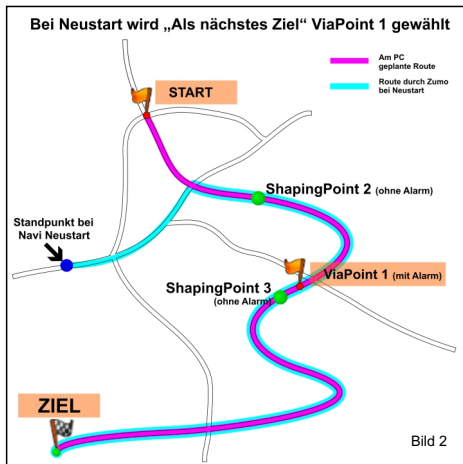 Bei Neustart wird „Als nächstes Ziel“ ViaPoint 1 gewählt
Am PC
geplante Route
Route durch Zumo
bei Neustart
START
ShapingPoint 2 (ohne Alarm)
Standpunkt bei
Navi Neustart
ViaPoint 1 (mit Alarm)
ShapingPoint 3
(ohne Alarm)
ZIEL
Bild 2